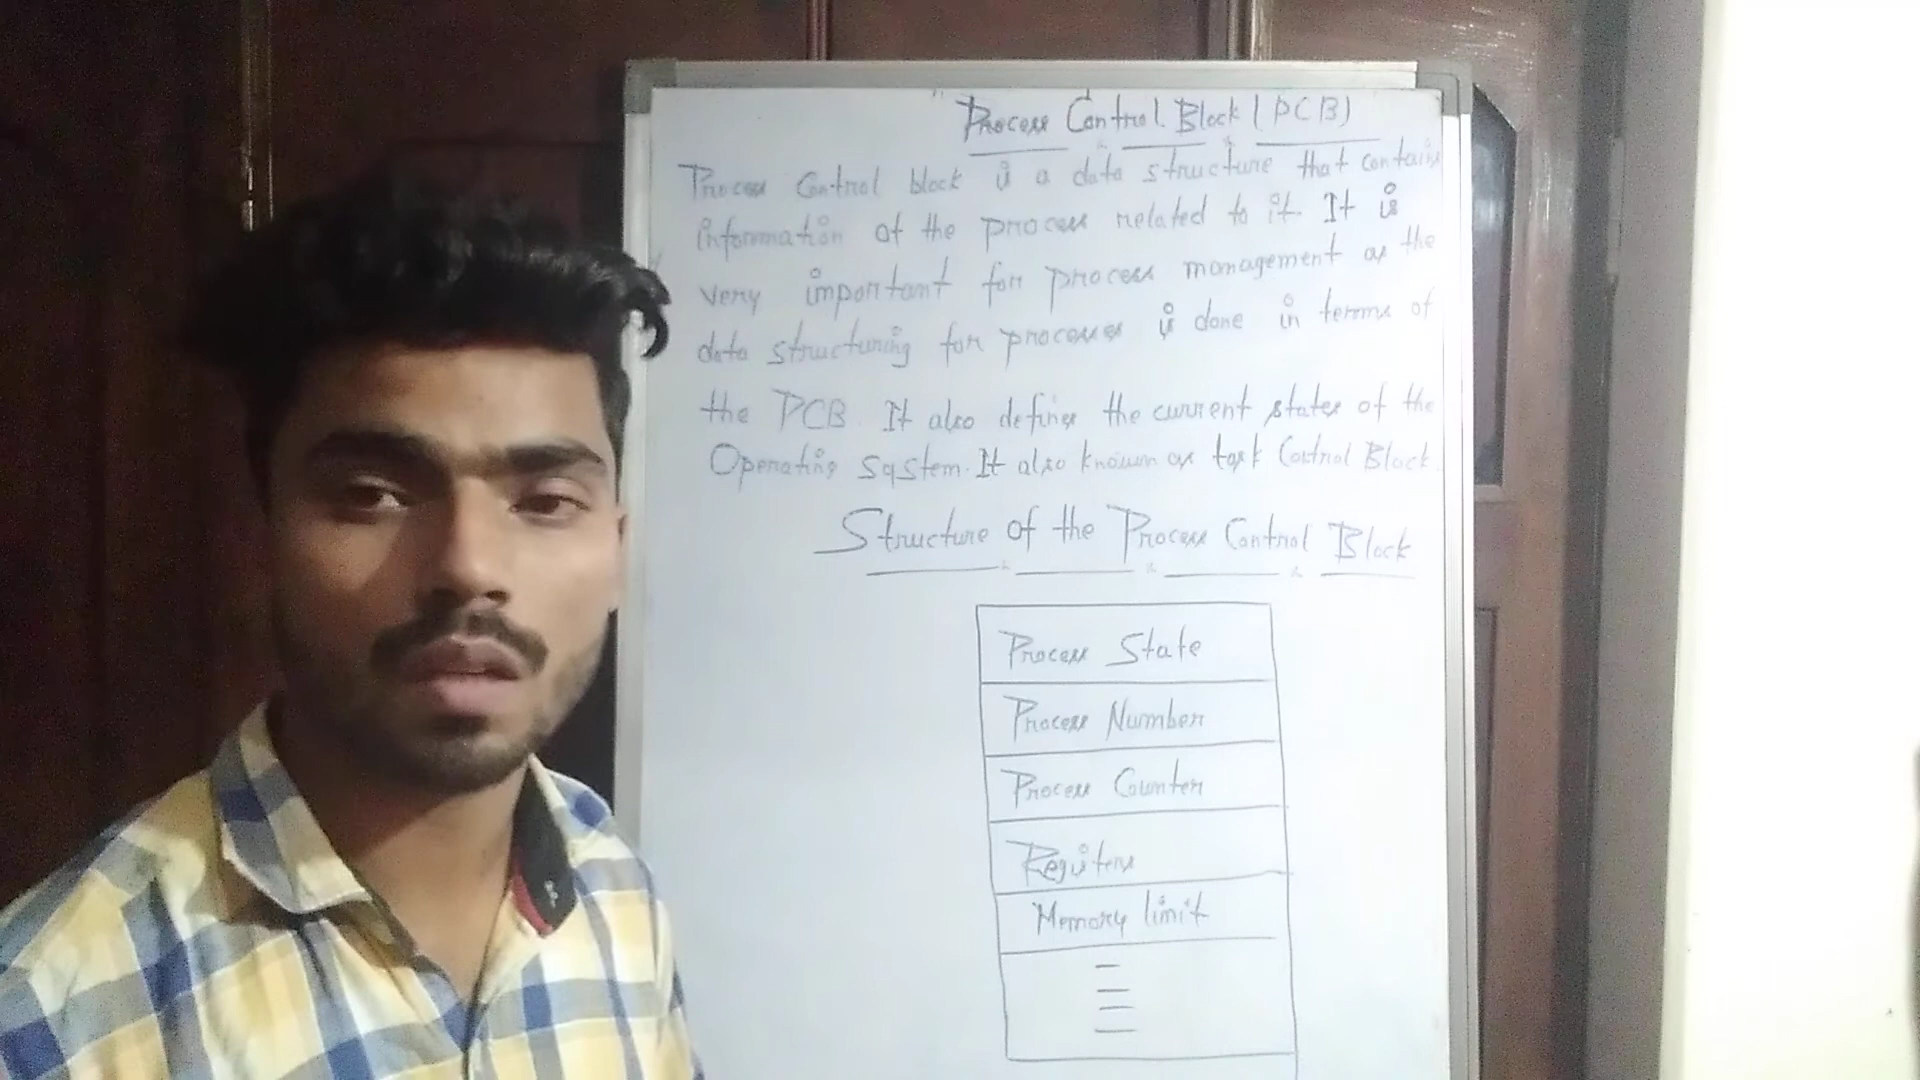 Process Control Block (PCB)
Process Control block is a data structure that contains
information of the process related to it. It is
very important for process management as the
data structuring for processes is done in terms of
the PCB. It also defines the current states of the
Operating system. It also known as task Control Block.
Structure of the Process Control Block
Process State
Process Number
Process Counter
Registers
Memory limit